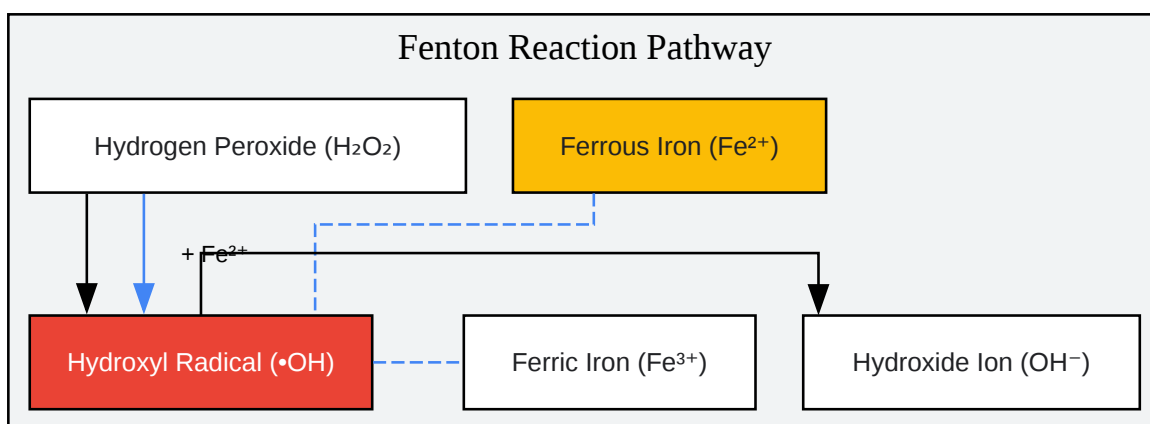 Fenton Reaction Pathway
Hydrogen Peroxide (H₂O₂)
Ferrous Iron (Fe²⁺)
+ Fe²⁺
Hydroxyl Radical (•OH)
Ferric Iron (Fe³⁺)
Hydroxide Ion (OH⁻)